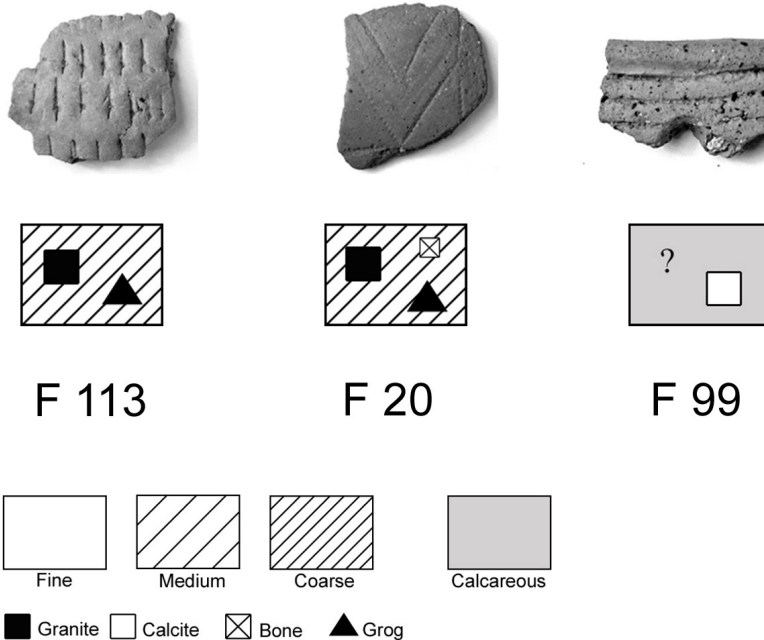 ?
F 113 F 20 F 99
Fine Medium Coarse Calcareous
Granite Calcite Bone Grog